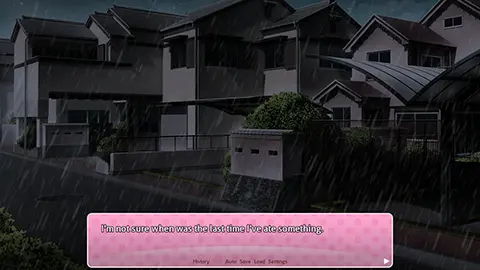 I'm not sure when was the last time I've ate something.
History Auto Save Load Settings